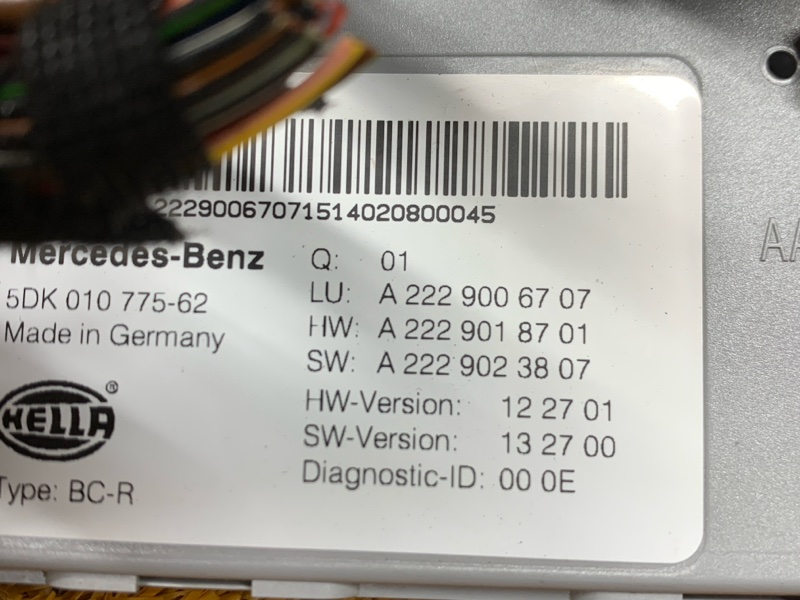 2229006707151402080​0045
Mercedes-Benz
5DK 010 775-62
Made in Germany
HELLA®
Type: BC-R
Q: 01
LU: A 222 900 67 07
HW: A 222 901 87 01
SW: A 222 902 38 07
HW-Version: 12 27 01
SW-Version: 13 27 00
Diagnostic-ID: 00 0E